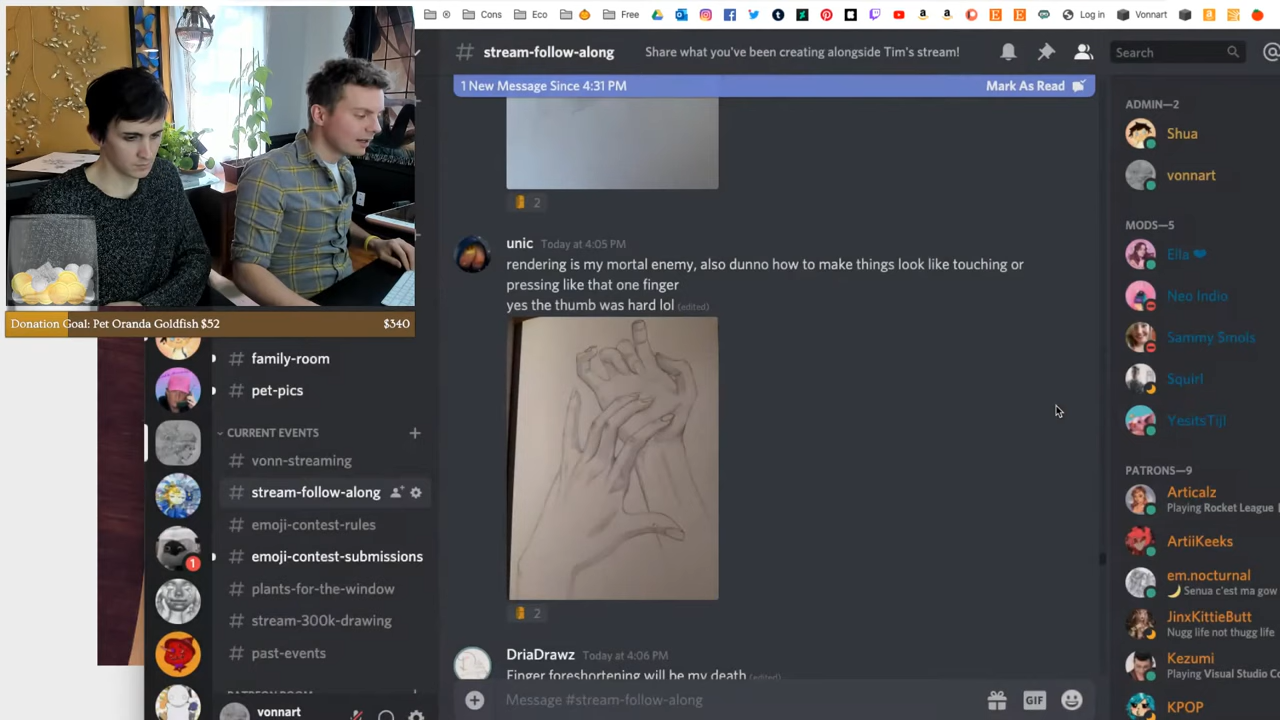 Cons
Eco
Free
Log in
Vonnart
Donation Goal: Pet Oranda Goldfish $52
$340
family-room
pet-pics
CURRENT EVENTS
# vonn-streaming
# stream-follow-along
# emoji-contest-rules
# emoji-contest-submissions
# plants-for-the-window
# stream-300k-drawing
# past-events
vonnart
1
# stream-follow-along
Share what you've been creating alongside Tim's stream!
Search
1 New Message Since 4:31 PM
Mark As Read
2
unic Today at 4:05 PM
rendering is my mortal enemy, also dunno how to make things look like touching or
pressing like that one finger
yes the thumb was hard lol (edited)
2
DriaDrawz Today at 4:06 PM
Finger foreshortening will be my death (edited)
Message #stream-follow-along
GIF
ADMIN—2
Shua
vonnart
MODS—5
Ella
Neo Indio
Sammy Smols
Squirl
YesitsTijl
PATRONS—9
Articalz
Playing Rocket League
ArtiiKeeks
em.nocturnal
Senua c'est ma gow
JinxKittieButt
Nugg life not thugg life
Kezumi
Playing Visual Studio Co
KPOP